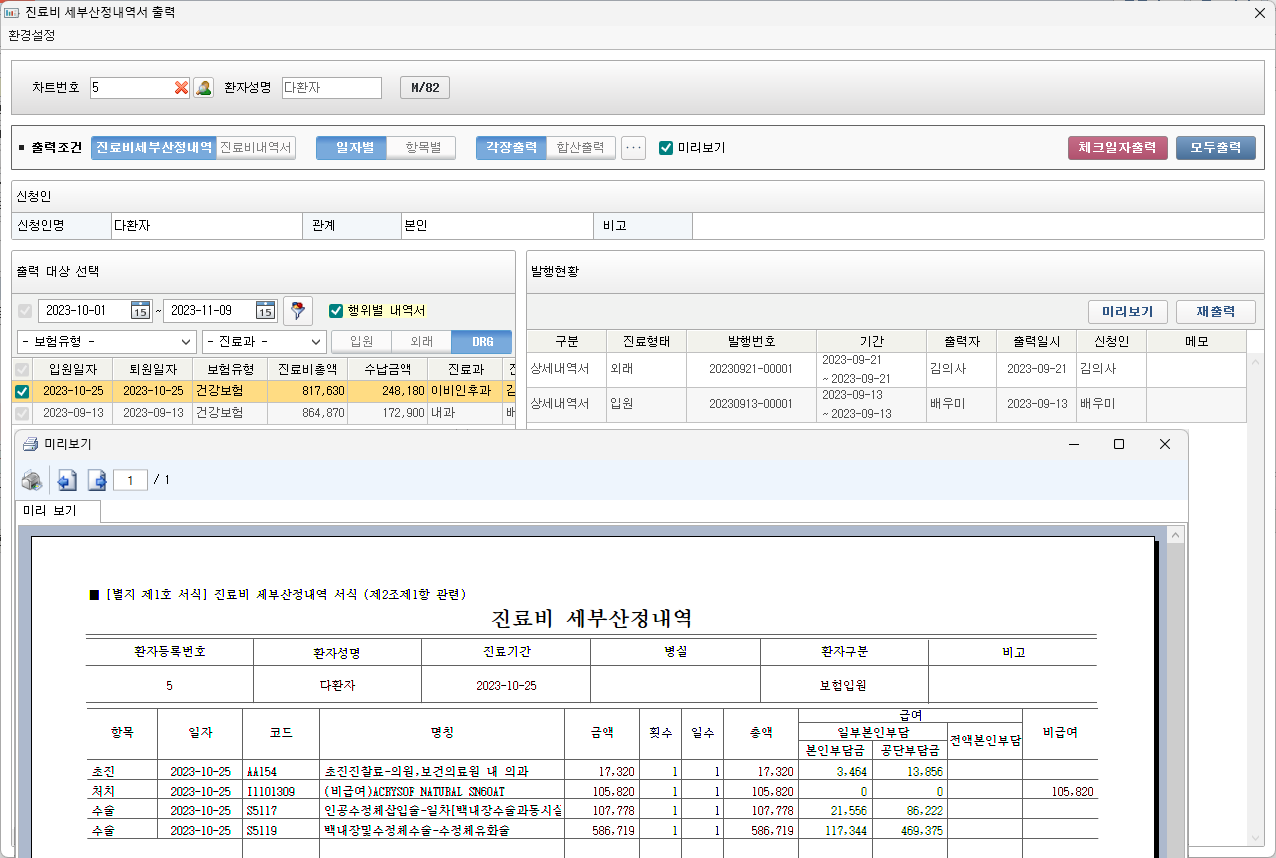 진료비 세부산정내역서 출력
환경설정
차트번호 5 환자성명 다환자 M/82
■ 출력조건 진료비세부산정내역 진료비내역서 일자별 항목별 각장출력 합산출력 ... 미리보기 체크일자출력 모두출력
신청인
신청인명 다환자 관계 본인 비고
출력 대상 선택 발행현황
2023-10-01 15 ~ 2023-11-09 15 행위별 내역서 미리보기 재출력
- 보험유형 - - 진료과 - 입원 외래 DRG
구분 진료형태 발행번호 기간 출력자 출력일시 신청인 메모
입원일자 퇴원일자 보험유형 진료비총액 수납금액 진료과
2023-10-25 2023-10-25 건강보험 817,630 248,180 이비인후과 김
2023-09-13 2023-09-13 건강보험 864,870 172,900 내과
상세내역서 외래 20230921-00001 2023-09-21 ~ 2023-09-21 김의사 2023-09-21 김의사
상세내역서 입원 20230913-00001 2023-09-13 ~ 2023-09-13 배우미 2023-09-13 배우미
미리보기
1 / 1
미리 보기
■ [별지 제1호 서식] 진료비 세부산정내역 서식 (제2조제1항 관련)
진료비 세부산정내역
환자등록번호 환자성명 진료기간 병실 환자구분 비고
5 다환자 2023-10-25 보험입원
항목 일자 코드 명칭 금액 횟수 일수 총액 급여 비급여
일부본인부담 전액본인부담
본인부담금 공단부담금
초진 2023-10-25 AA154 초진진찰료-의원,보건의료원 내 의과 17,320 1 1 17,320 3,464 13,856
처치 2023-10-25 I1101309 (비급여)ACRYSOF NATURAL SN60AT 105,820 1 1 105,820 0 0 105,820
수술 2023-10-25 S5117 인공수정체삽입술-일차[백내장수술과동시실 107,778 1 1 107,778 21,556 86,222
수술 2023-10-25 S5119 백내장및수정체수술-수정체유화술 586,719 1 1 586,719 117,344 469,375